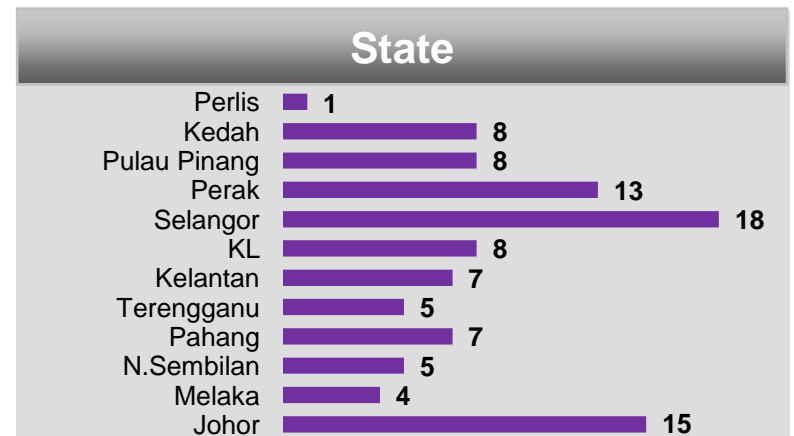 State
Perlis 1
Kedah 8
Pulau Pinang 8
Perak 13
Selangor 18
KL 8
Kelantan 7
Terengganu 5
Pahang 7
N.Sembilan 5
Melaka 4
Johor 15